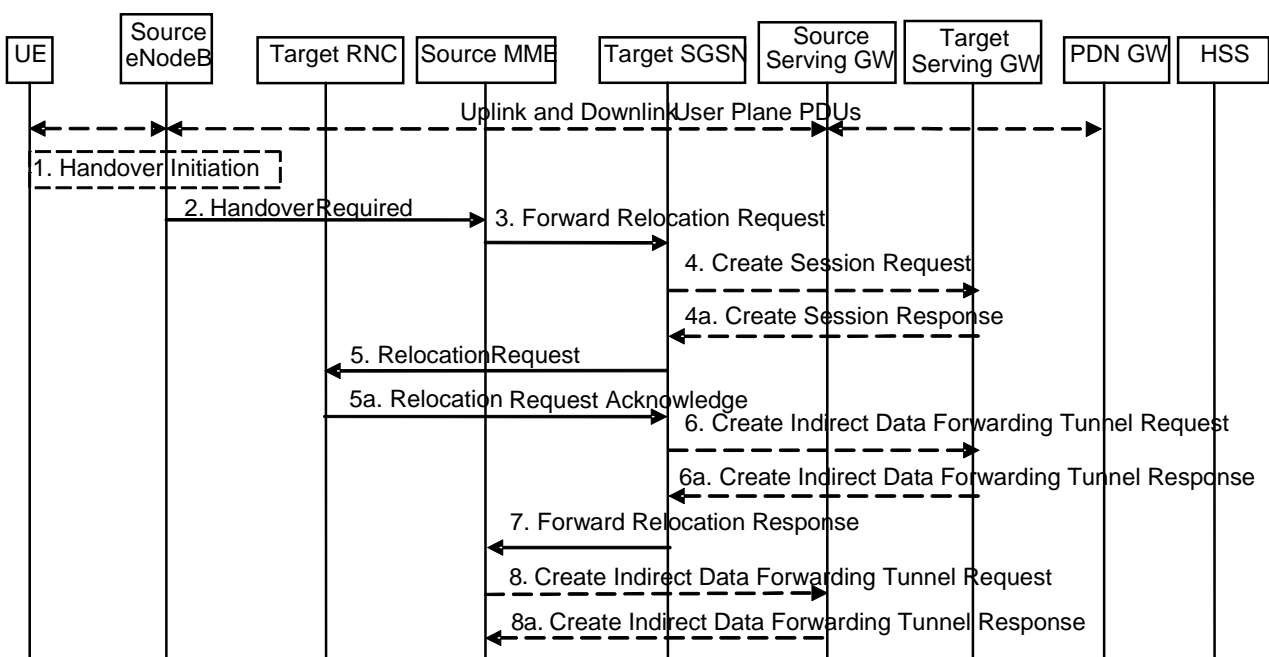 UE
Source
eNodeB
Target RNC
Source MME
Target SGSN
Source
Serving GW
Target
Serving GW
PDN GW
HSS
Uplink and Downlink User Plane PDUs
1. Handover Initiation
2. Handover Required
3. Forward Relocation Request
4. Create Session Request
4a. Create Session Response
5. Relocation Request
5a. Relocation Request Acknowledge
6. Create Indirect Data Forwarding Tunnel Request
6a. Create Indirect Data Forwarding Tunnel Response
7. Forward Relocation Response
8. Create Indirect Data Forwarding Tunnel Request
8a. Create Indirect Data Forwarding Tunnel Response